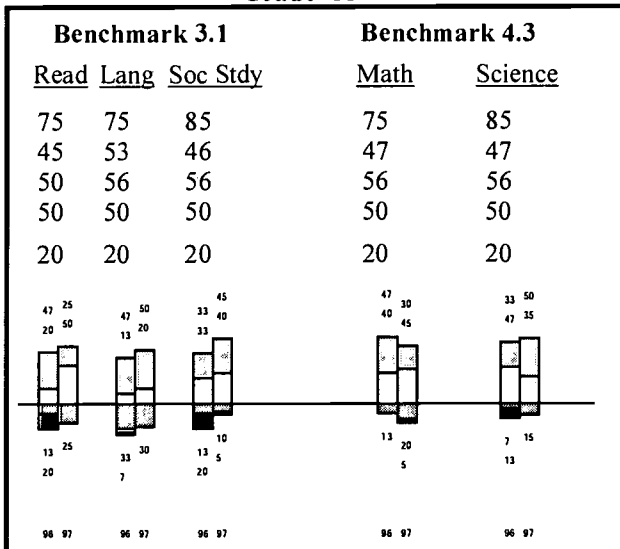 Benchmark 3.1 Benchmark 4.3
Read Lang Soc Stdy Math Science
75 75 85 75 85
45 53 46 47 47
50 56 56 56 56
50 50 50 50 50
20 20 20 20 20
47 25 47 50 33 45 47 30 33 50
20 50 13 20 33 40 40 45 47 35
13 25 33 30 13 10 13 20 7 15
20 7 20 5 5 13
96 97 96 97 96 97 96 97 96 97